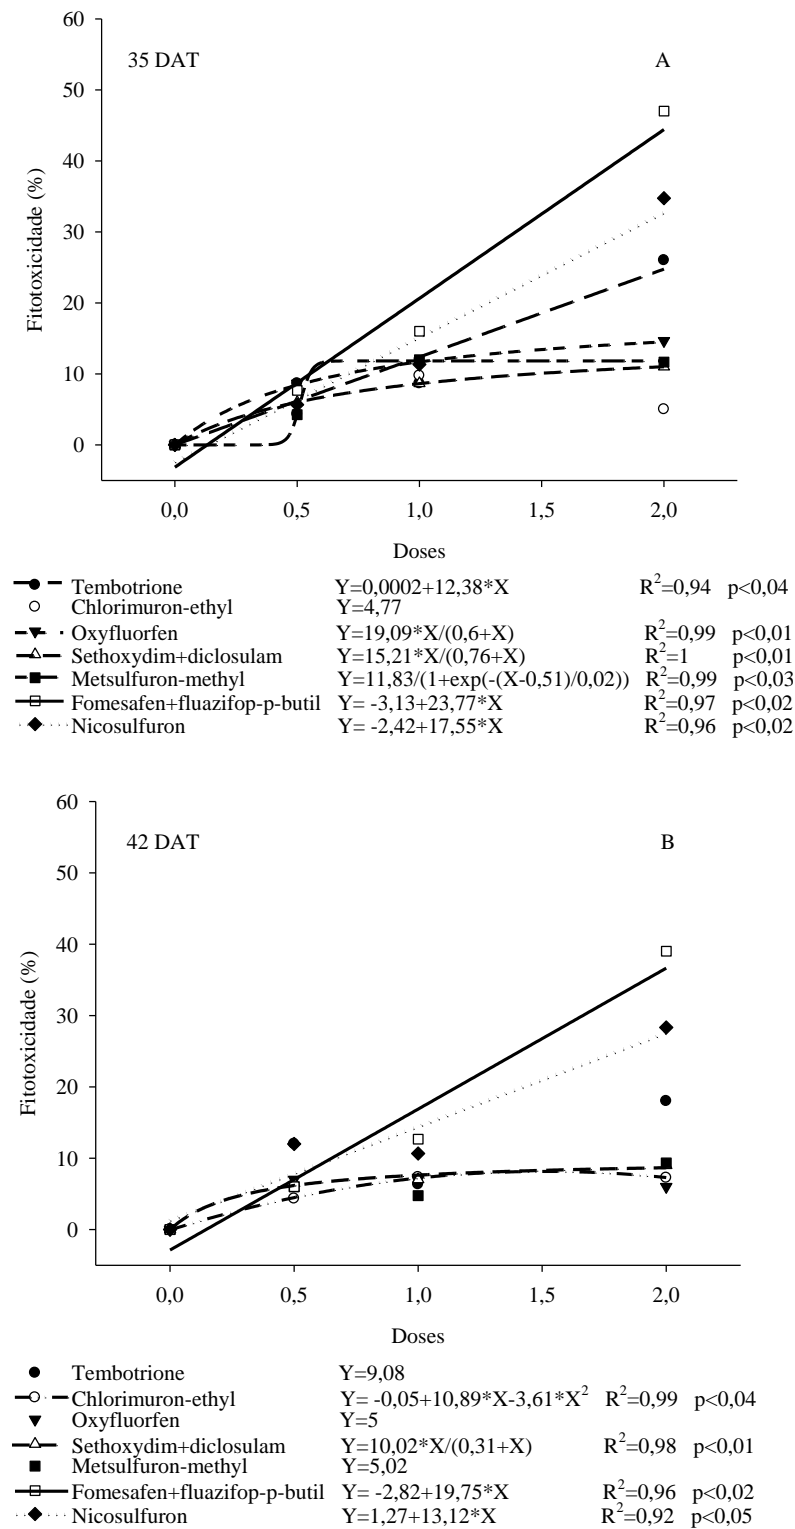 60
35 DAT A
50
40
30
20
10
0
Fitotoxicidade (%)
0,0 0,5 1,0 1,5 2,0
Doses
Tembotrione Y=0,0002+12,38*X R²=0,94 p<0,04
Chlorimuron-ethyl Y=4,77
Oxyfluorfen Y=19,09*X/(0,6+X) R²=0,99 p<0,01
Sethoxydim+diclosulam Y=15,21*X/(0,76+X) R²=1 p<0,01
Metsulfuron-methyl Y=11,83/(1+exp(-(X-0,51)/0,02)) R²=0,99 p<0,03
Fomesafen+fluazifop-p-butil Y= -3,13+23,77*X R²=0,97 p<0,02
Nicosulfuron Y= -2,42+17,55*X R²=0,96 p<0,02
60
42 DAT B
50
40
30
20
10
0
Fitotoxicidade (%)
0,0 0,5 1,0 1,5 2,0
Doses
Tembotrione Y=9,08
Chlorimuron-ethyl Y= -0,05+10,89*X-3,61*X² R²=0,99 p<0,04
Oxyfluorfen Y=5
Sethoxydim+diclosulam Y=10,02*X/(0,31+X) R²=0,98 p<0,01
Metsulfuron-methyl Y=5,02
Fomesafen+fluazifop-p-butil Y= -2,82+19,75*X R²=0,96 p<0,02
Nicosulfuron Y=1,27+13,12*X R²=0,92 p<0,05